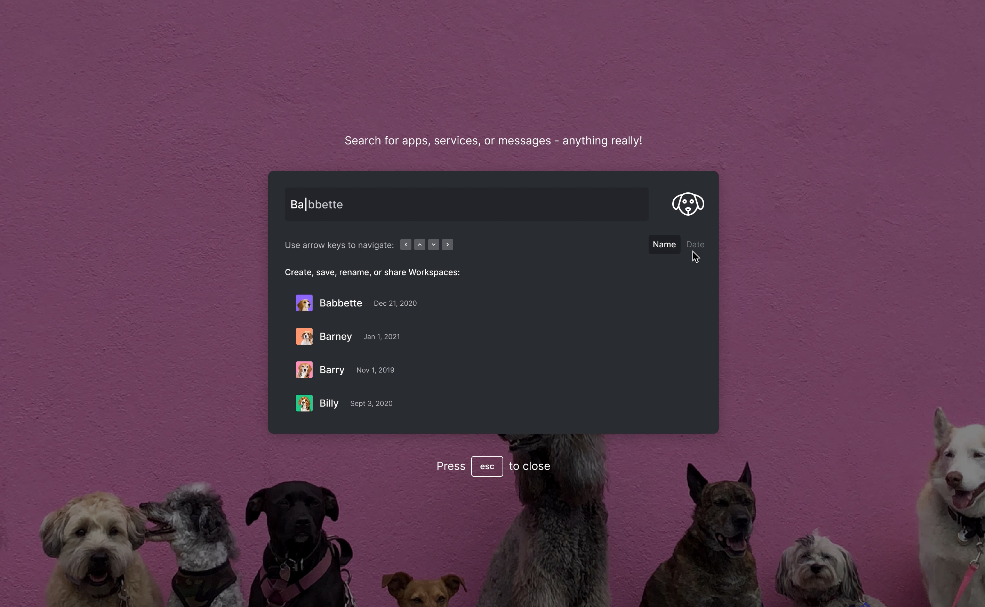 Search for apps, services, or messages - anything really!
Babbette
Use arrow keys to navigate:
Name Date
Create, save, rename, or share Workspaces:
Babbette Dec 21, 2020
Barney Jan 1, 2021
Barry Nov 1, 2019
Billy Sept 3, 2020
Press esc to close